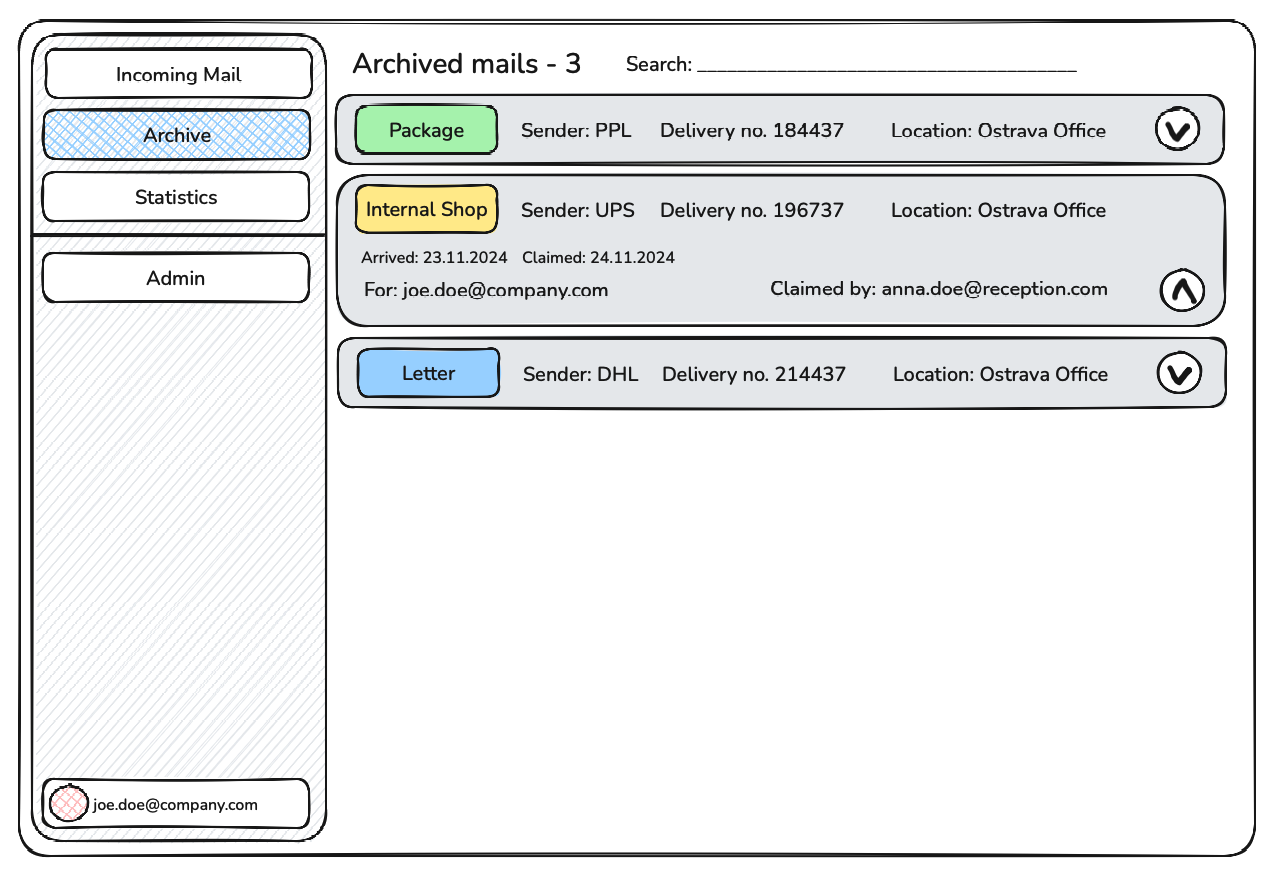 Incoming Mail
Archive
Statistics
Admin
joe.doe@company.com
Archived mails - 3 Search: ______________________________________
Package Sender: PPL Delivery no. 184437 Location: Ostrava Office
Internal Shop Sender: UPS Delivery no. 196737 Location: Ostrava Office
Arrived: 23.11.2024 Claimed: 24.11.2024
For: joe.doe@company.com Claimed by: anna.doe@reception.com
Letter Sender: DHL Delivery no. 214437 Location: Ostrava Office